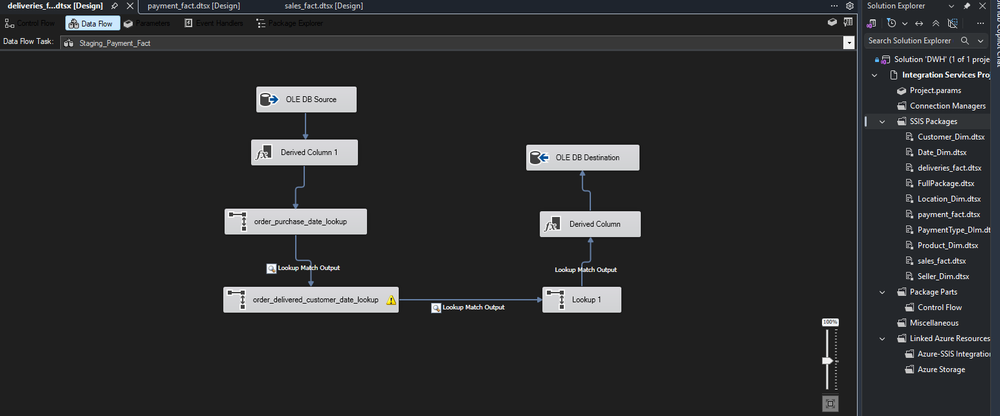 deliveries_f...dtsx [Design]
payment_fact.dtsx [Design]
sales_fact.dtsx [Design]
Control Flow
Data Flow
Parameters
Event Handlers
Package Explorer
Data Flow Task:
Staging_Payment_Fact
OLE DB Source
Derived Column 1
order_purchase_date_lookup
Lookup Match Output
order_delivered_customer_date_lookup
Lookup Match Output
Lookup 1
Lookup Match Output
Derived Column
OLE DB Destination
100%
Solution Explorer
Search Solution Explorer
Solution 'DWH' (1 of 1 proje
Integration Services Proj
Project.params
Connection Managers
SSIS Packages
Customer_Dim.dtsx
Date_Dim.dtsx
deliveries_fact.dtsx
FullPackage.dtsx
Location_Dim.dtsx
payment_fact.dtsx
PaymentType_DIm.dt
Product_Dim.dtsx
sales_fact.dtsx
Seller_Dim.dtsx
Package Parts
Control Flow
Miscellaneous
Linked Azure Resources
Azure-SSIS Integration
Azure Storage